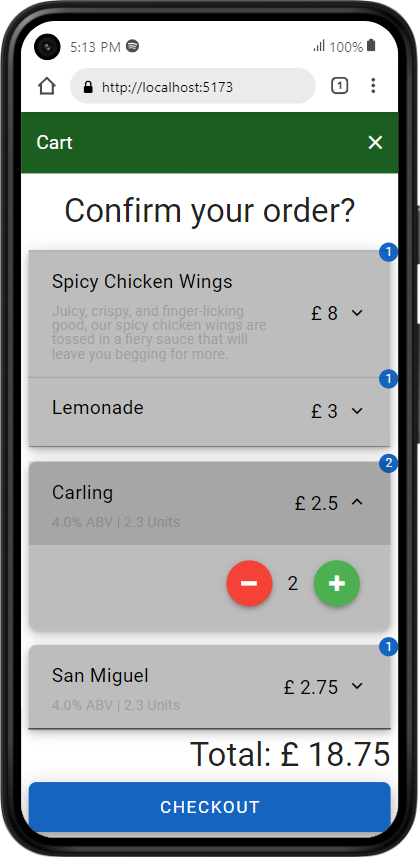 5:13 PM 100%
http://localhost:5173 1
Cart ×
Confirm your order?
1
Spicy Chicken Wings
Juicy, crispy, and finger-licking
good, our spicy chicken wings are
tossed in a fiery sauce that will
leave you begging for more.
£ 8
1
Lemonade
£ 3
2
Carling
4.0% ABV | 2.3 Units
£ 2.5
2
1
San Miguel
4.0% ABV | 2.3 Units
£ 2.75
Total: £ 18.75
CHECKOUT